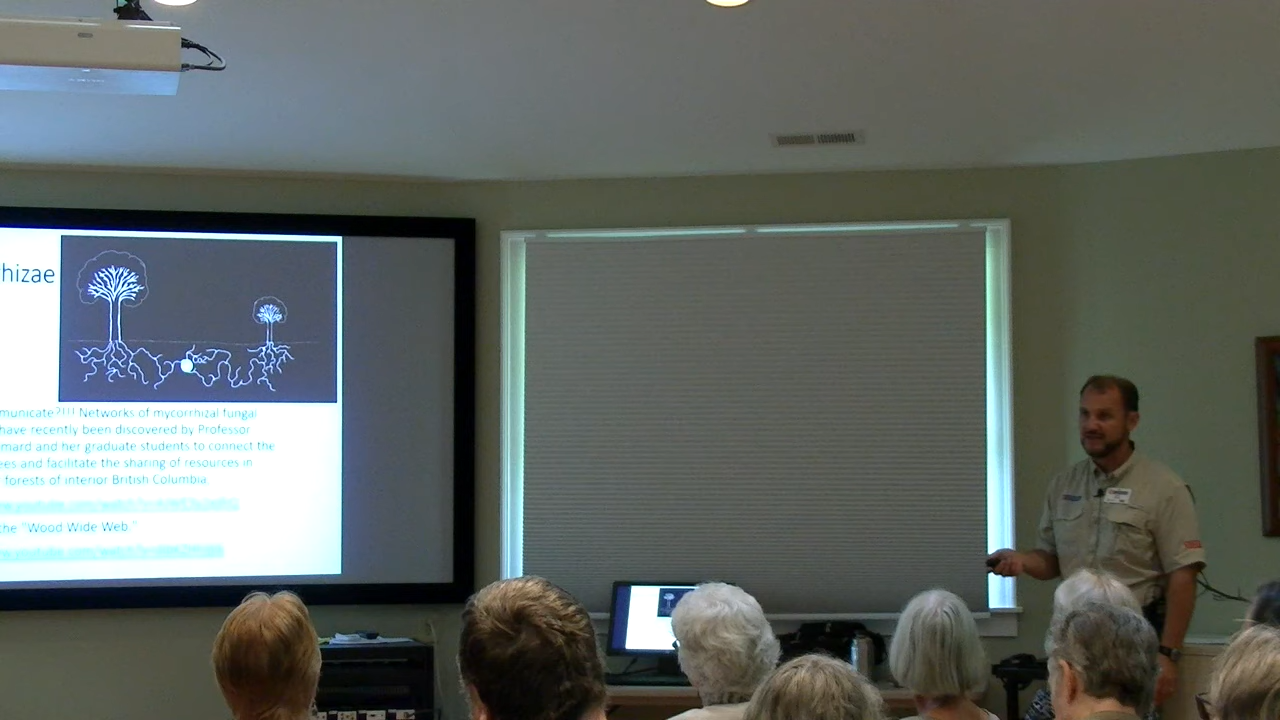 hizae
municate?!!! Networks of mycorrhizal fungal
have recently been discovered by Professor
mard and her graduate students to connect the
ees and facilitate the sharing of resources in
forests of interior British Columbia.
the "Wood Wide Web."